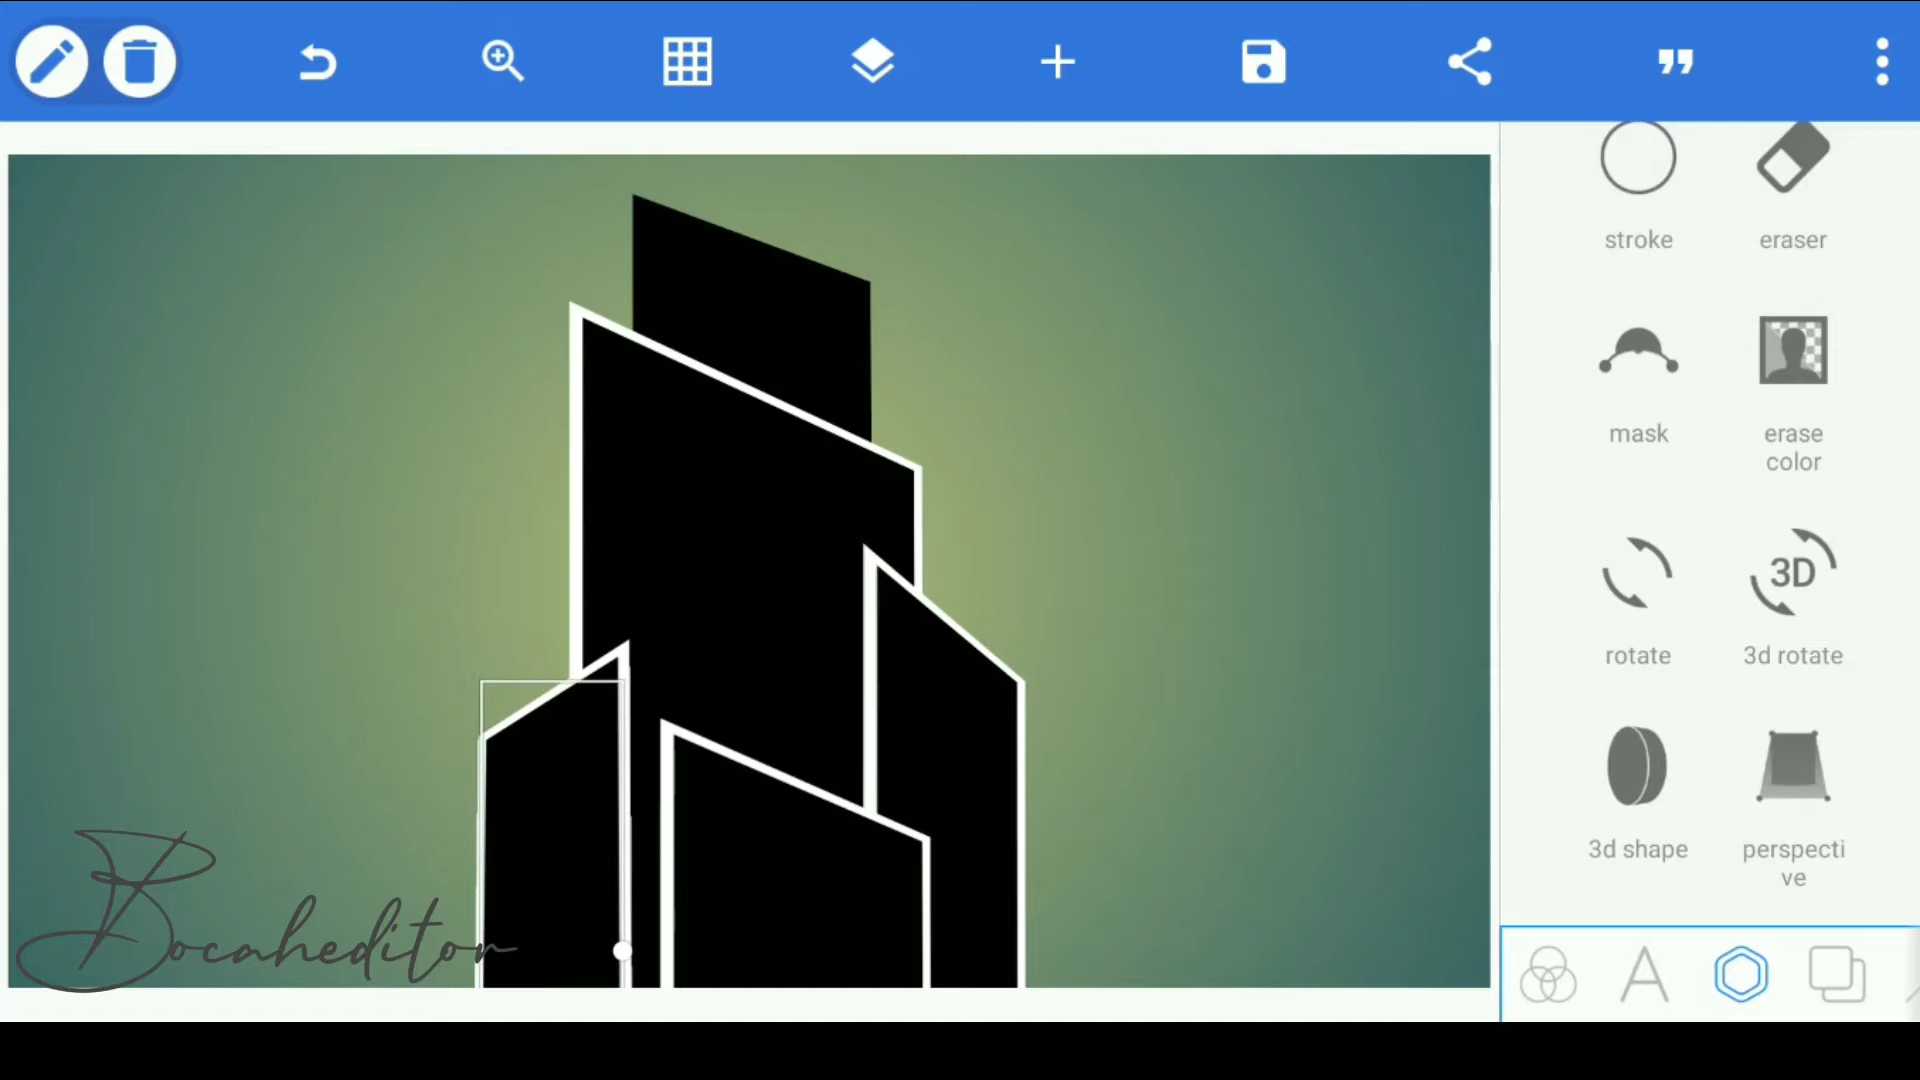 stroke
eraser
mask
erase
color
3D
rotate
3d rotate
3d shape
perspecti
ve
A
Bocaheditor